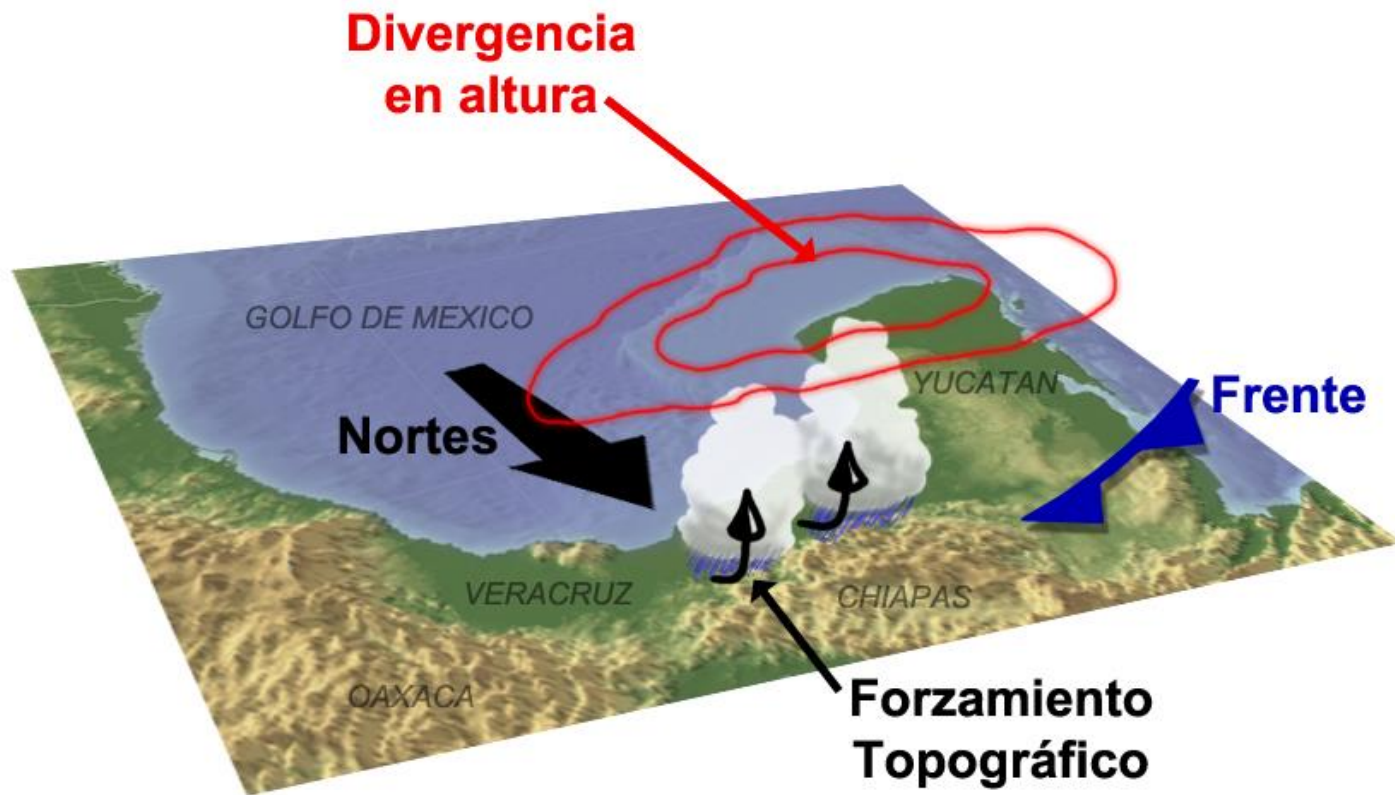 Divergencia
en altura
GOLFO DE MEXICO
YUCATAN
Frente
Nortes
VERACRUZ
CHIAPAS
OAXACA
Forzamiento
Topográfico